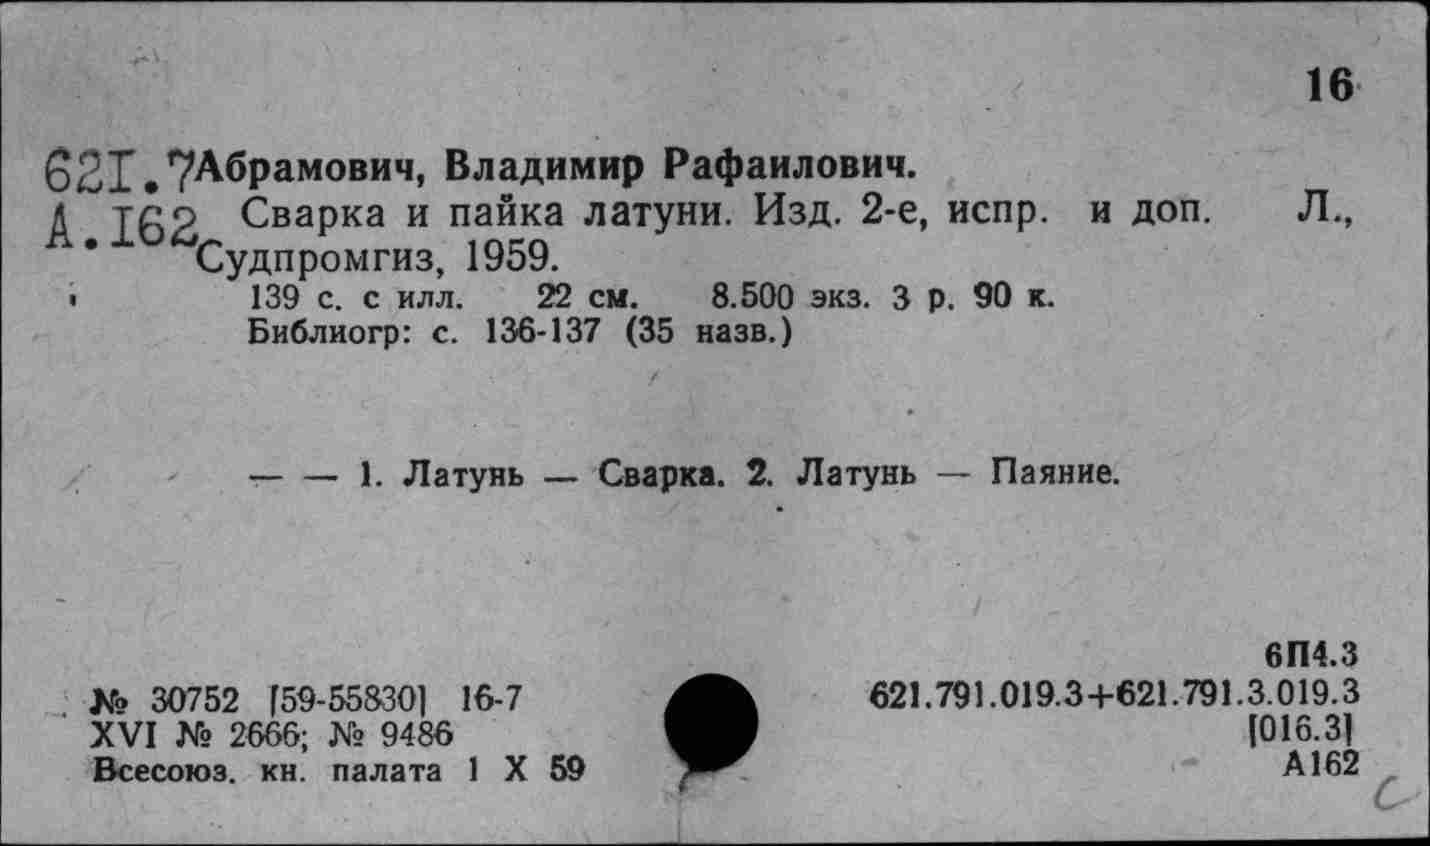 16
621.7 Абрамович, Владимир Рафаилович.
А.I62 Сварка и пайка латуни. Изд. 2-е, испр. и доп. Л.,
Судпромгиз, 1959.
139 с. с илл. 22 см. 8.500 экз. 3 р. 90 к.
Библиогр: с. 136-137 (35 назв.)
— — 1. Латунь — Сварка. 2. Латунь — Паяние.
6П4.3
№ 30752 [59-55830] 16-7 621.791.019.3+621.791.3.019.3
XVI № 2666; № 9486 [016.3]
Всесоюз. кн. палата 1 X 59 А162
С